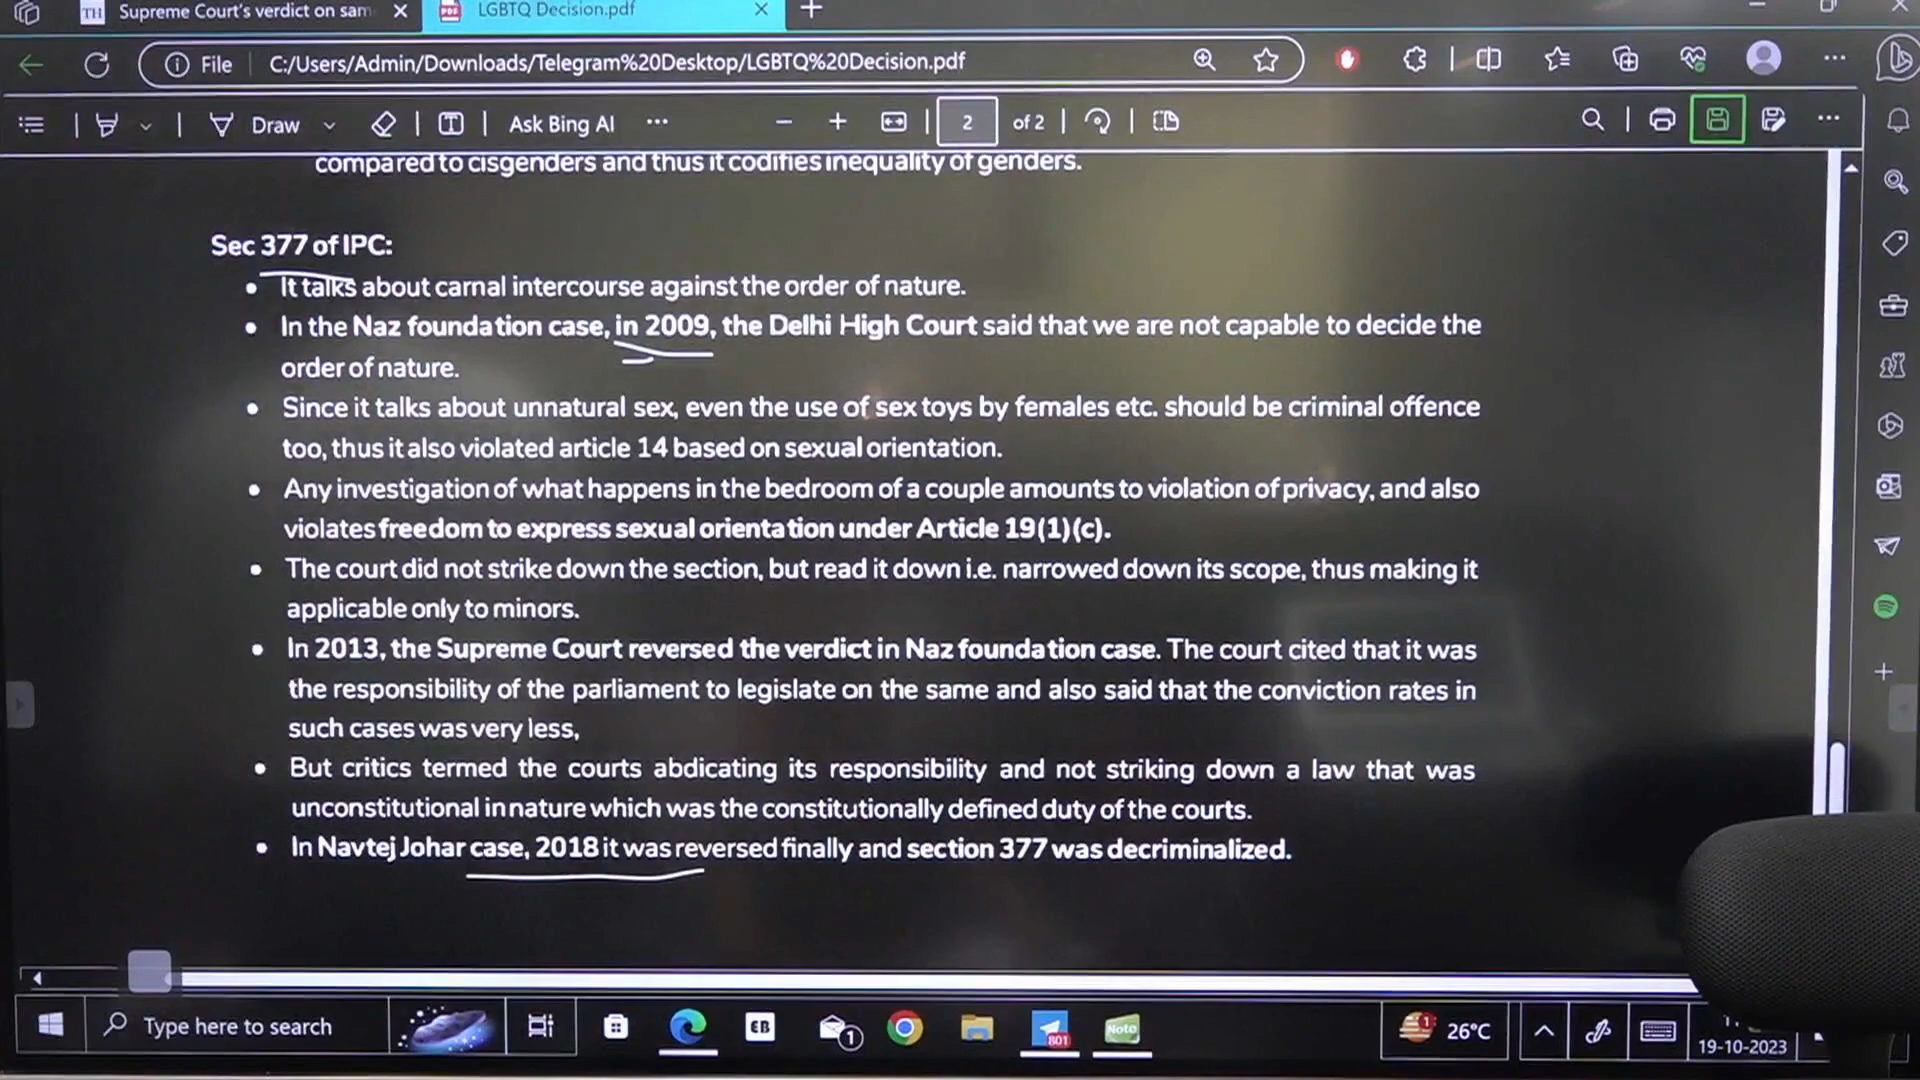 TH Supreme Court's verdict on sam
PDF LGBTQ Decision.pdf
File C:/Users/Admin/Downloads/Telegram%20Desktop/LGBTQ%20Decision.pdf
Draw Ask Bing AI 2 of 2
compared to cisgenders and thus it codifies inequality of genders.
Sec 377 of IPC:
• It talks about carnal intercourse against the order of nature.
• In the Naz foundation case, in 2009, the Delhi High Court said that we are not capable to decide the
order of nature.
• Since it talks about unnatural sex, even the use of sex toys by females etc. should be criminal offence
too, thus it also violated article 14 based on sexual orientation.
• Any investigation of what happens in the bedroom of a couple amounts to violation of privacy, and also
violates freedom to express sexual orientation under Article 19(1)(c).
• The court did not strike down the section, but read it down i.e. narrowed down its scope, thus making it
applicable only to minors.
• In 2013, the Supreme Court reversed the verdict in Naz foundation case. The court cited that it was
the responsibility of the parliament to legislate on the same and also said that the conviction rates in
such cases was very less,
• But critics termed the courts abdicating its responsibility and not striking down a law that was
unconstitutional in nature which was the constitutionally defined duty of the courts.
• In Navtej Johar case, 2018 it was reversed finally and section 377 was decriminalized.
Type here to search
EB
1
801
Note
1
26°C
19-10-2023